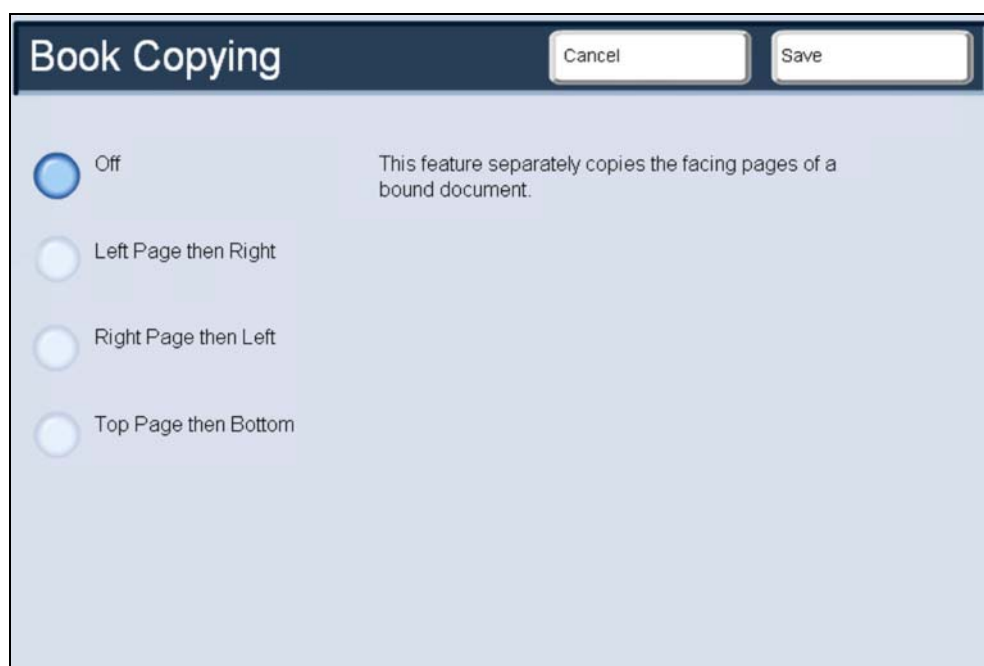 Book Copying
Cancel
Save
Off
This feature separately copies the facing pages of a
bound document.
Left Page then Right
Right Page then Left
Top Page then Bottom